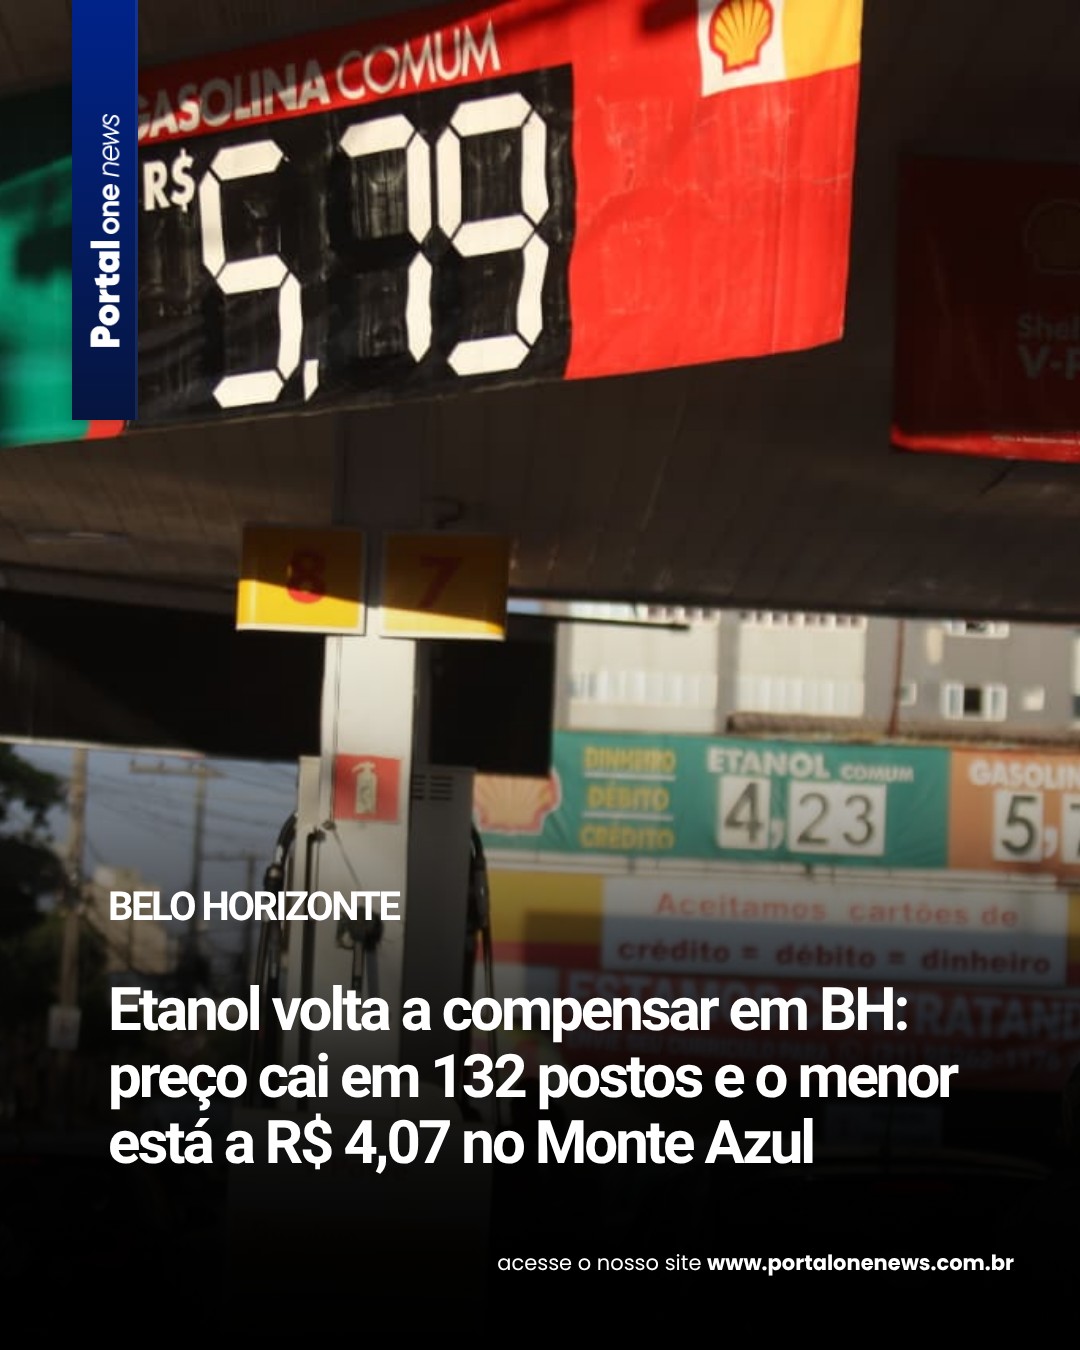 GASOLINA COMUM
R$ 5,79
Portal one news
8 7
DINHEIRO
DÉBITO
CRÉDITO
ETANOL COMUM
4,23
5,7
Aceitamos cartões de
crédito = débito = dinheiro
BELO HORIZONTE
Etanol volta a compensar em BH:
preço cai em 132 postos e o menor
está a R$ 4,07 no Monte Azul
acesse o nosso site www.portalonenews.com.br